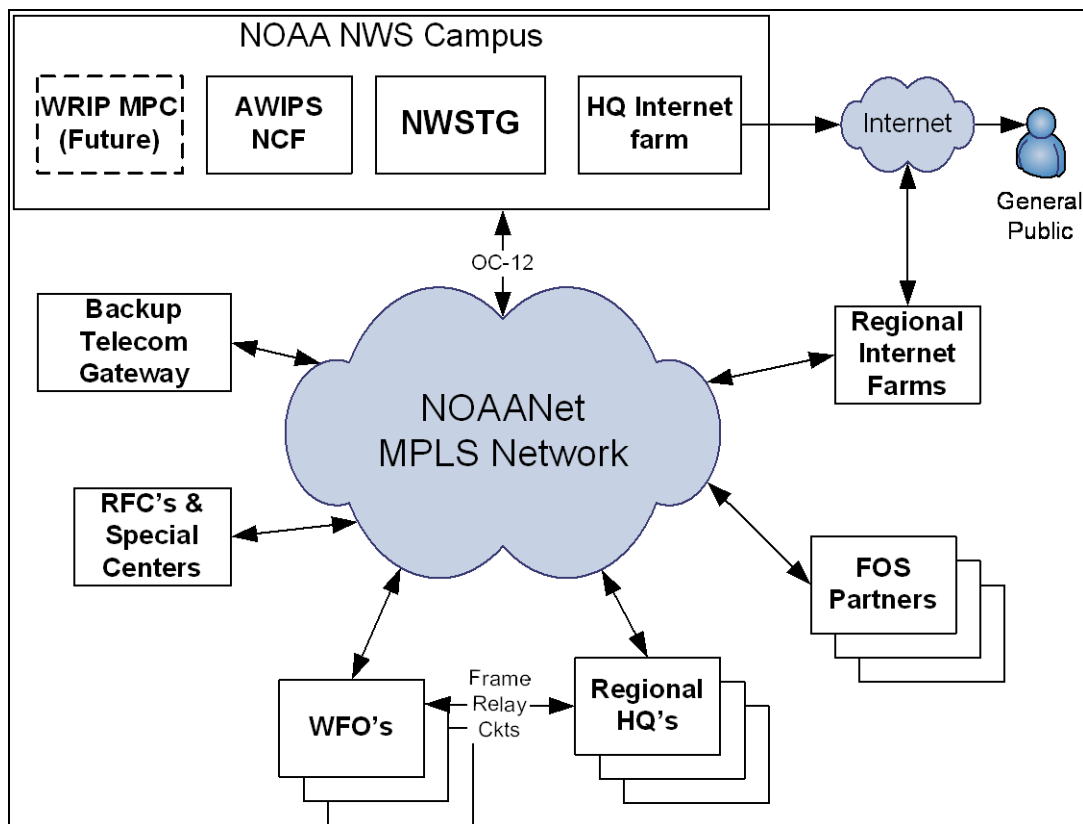 NOAA NWS Campus
WRIP MPC
(Future)
AWIPS
NCF
NWSTG
HQ Internet
farm
Internet
General
Public
OC-12
Backup
Telecom
Gateway
Regional
Internet
Farms
NOAANet
MPLS Network
RFC's &
Special
Centers
FOS
Partners
WFO's
Frame
Relay
Ckts
Regional
HQ's